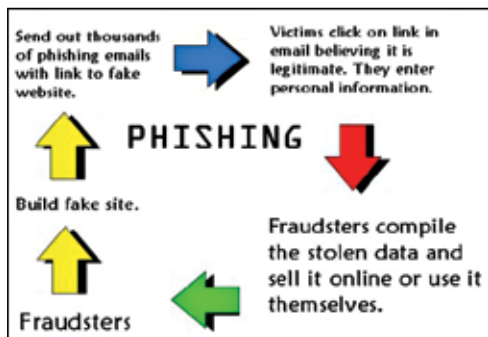 Send out thousands
of phishing emails
with link to fake
website.
Victims click on link in
email believing it is
legitimate. They enter
personal information.
PHISHING
Build fake site.
Fraudsters compile
the stolen data and
sell it online or use it
themselves.
Fraudsters